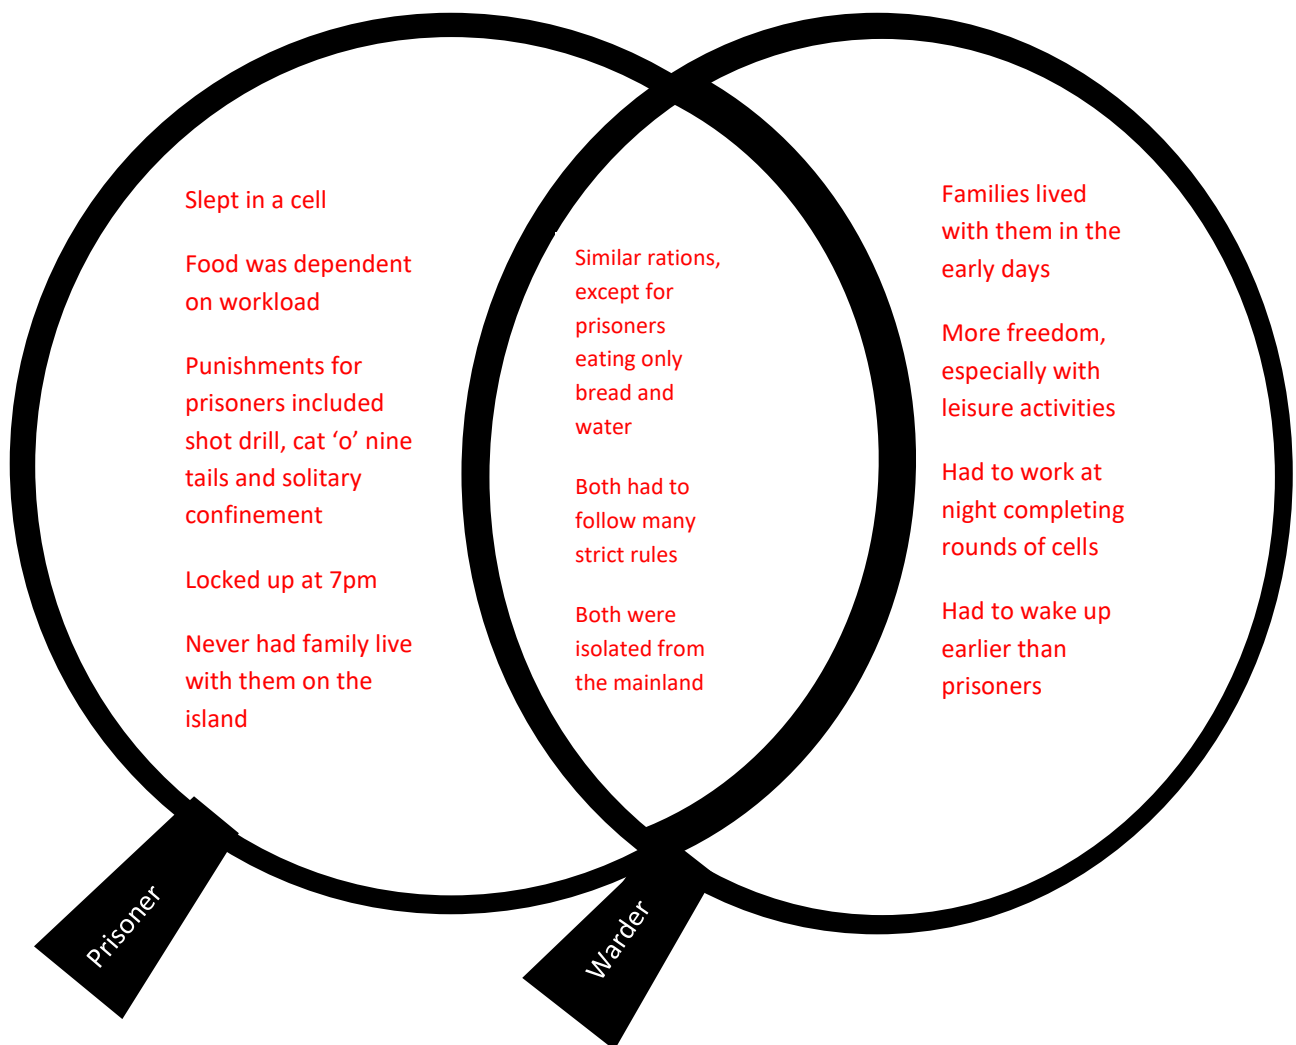 Slept in a cell
Food was dependent
on workload
Punishments for
prisoners included
shot drill, cat ‘o’ nine
tails and solitary
confinement
Locked up at 7pm
Never had family live
with them on the
island
Similar rations,
except for
prisoners
eating only
bread and
water
Both had to
follow many
strict rules
Both were
isolated from
the mainland
Families lived
with them in the
early days
More freedom,
especially with
leisure activities
Had to work at
night completing
rounds of cells
Had to wake up
earlier than
prisoners
Prisoner
Warder